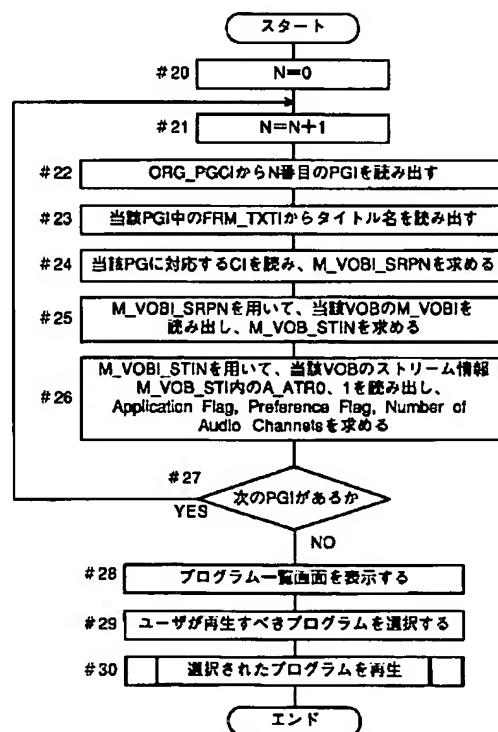 スタート
#20 N=0
#21 N=N+1
#22 ORG_PGCIからN番目のPGIを読み出す
#23 当該PGI中のFRM_TXTIからタイトル名を読み出す
#24 当該PGに対応するCIを読み、M_VOBI_SRPNを求める
#25 M_VOBI_SRPNを用いて、当該VOBのM_VOBIを
読み出し、M_VOB_STINを求める
#26 M_VOBI_STINを用いて、当該VOBのストリーム情報
M_VOB_STI内のA_ATR0、1を読み出し、
Application Flag, Preference Flag, Number of
Audio Channelsを求める
#27
次のPGIがあるか
YES
NO
#28 プログラム一覧画面を表示する
#29 ユーザが再生すべきプログラムを選択する
#30 選択されたプログラムを再生
エンド